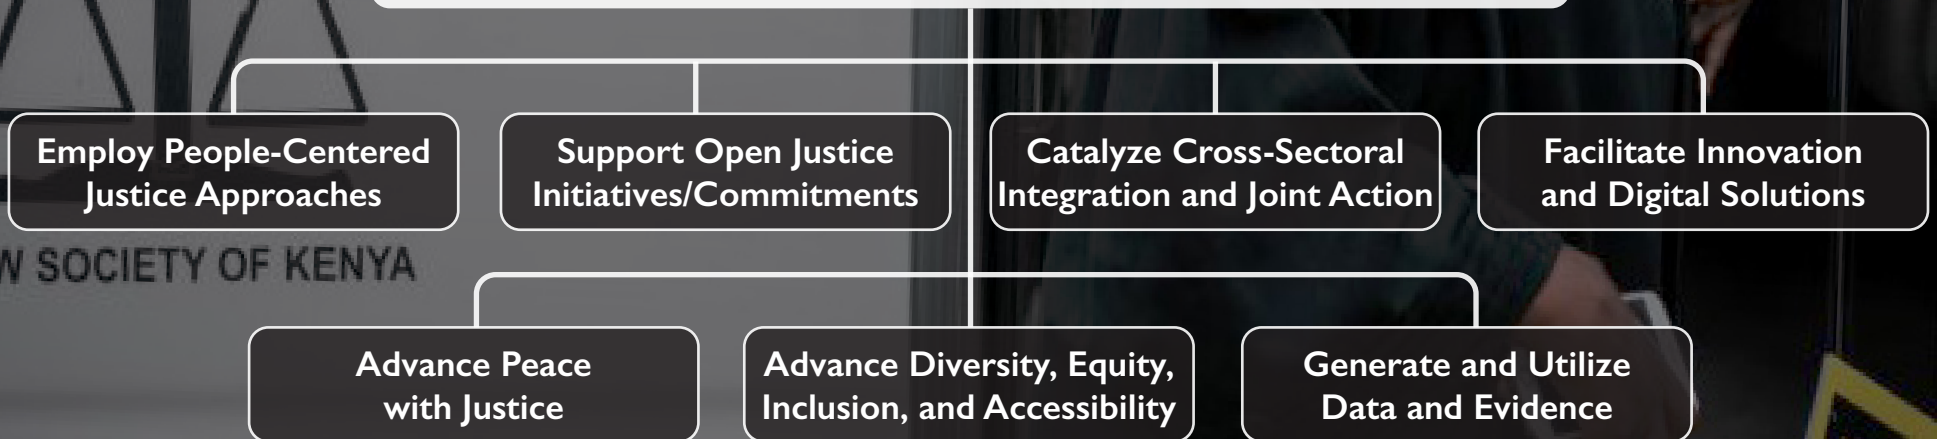 Employ People-Centered
Justice Approaches
Support Open Justice
Initiatives/Commitments
Catalyze Cross-Sectoral
Integration and Joint Action
Facilitate Innovation
and Digital Solutions
SOCIETY OF KENYA
Advance Peace
with Justice
Advance Diversity, Equity,
Inclusion, and Accessibility
Generate and Utilize
Data and Evidence